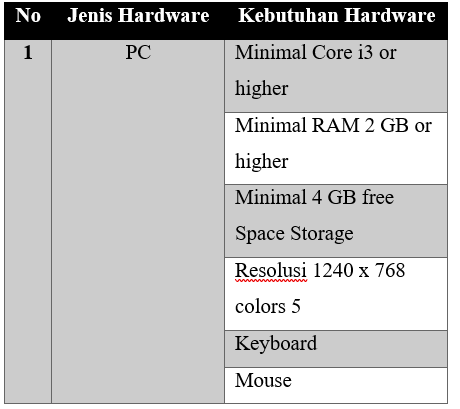 No Jenis Hardware Kebutuhan Hardware
1 PC Minimal Core i3 or
higher
Minimal RAM 2 GB or
higher
Minimal 4 GB free
Space Storage
Resolusi 1240 x 768
colors 5
Keyboard
Mouse